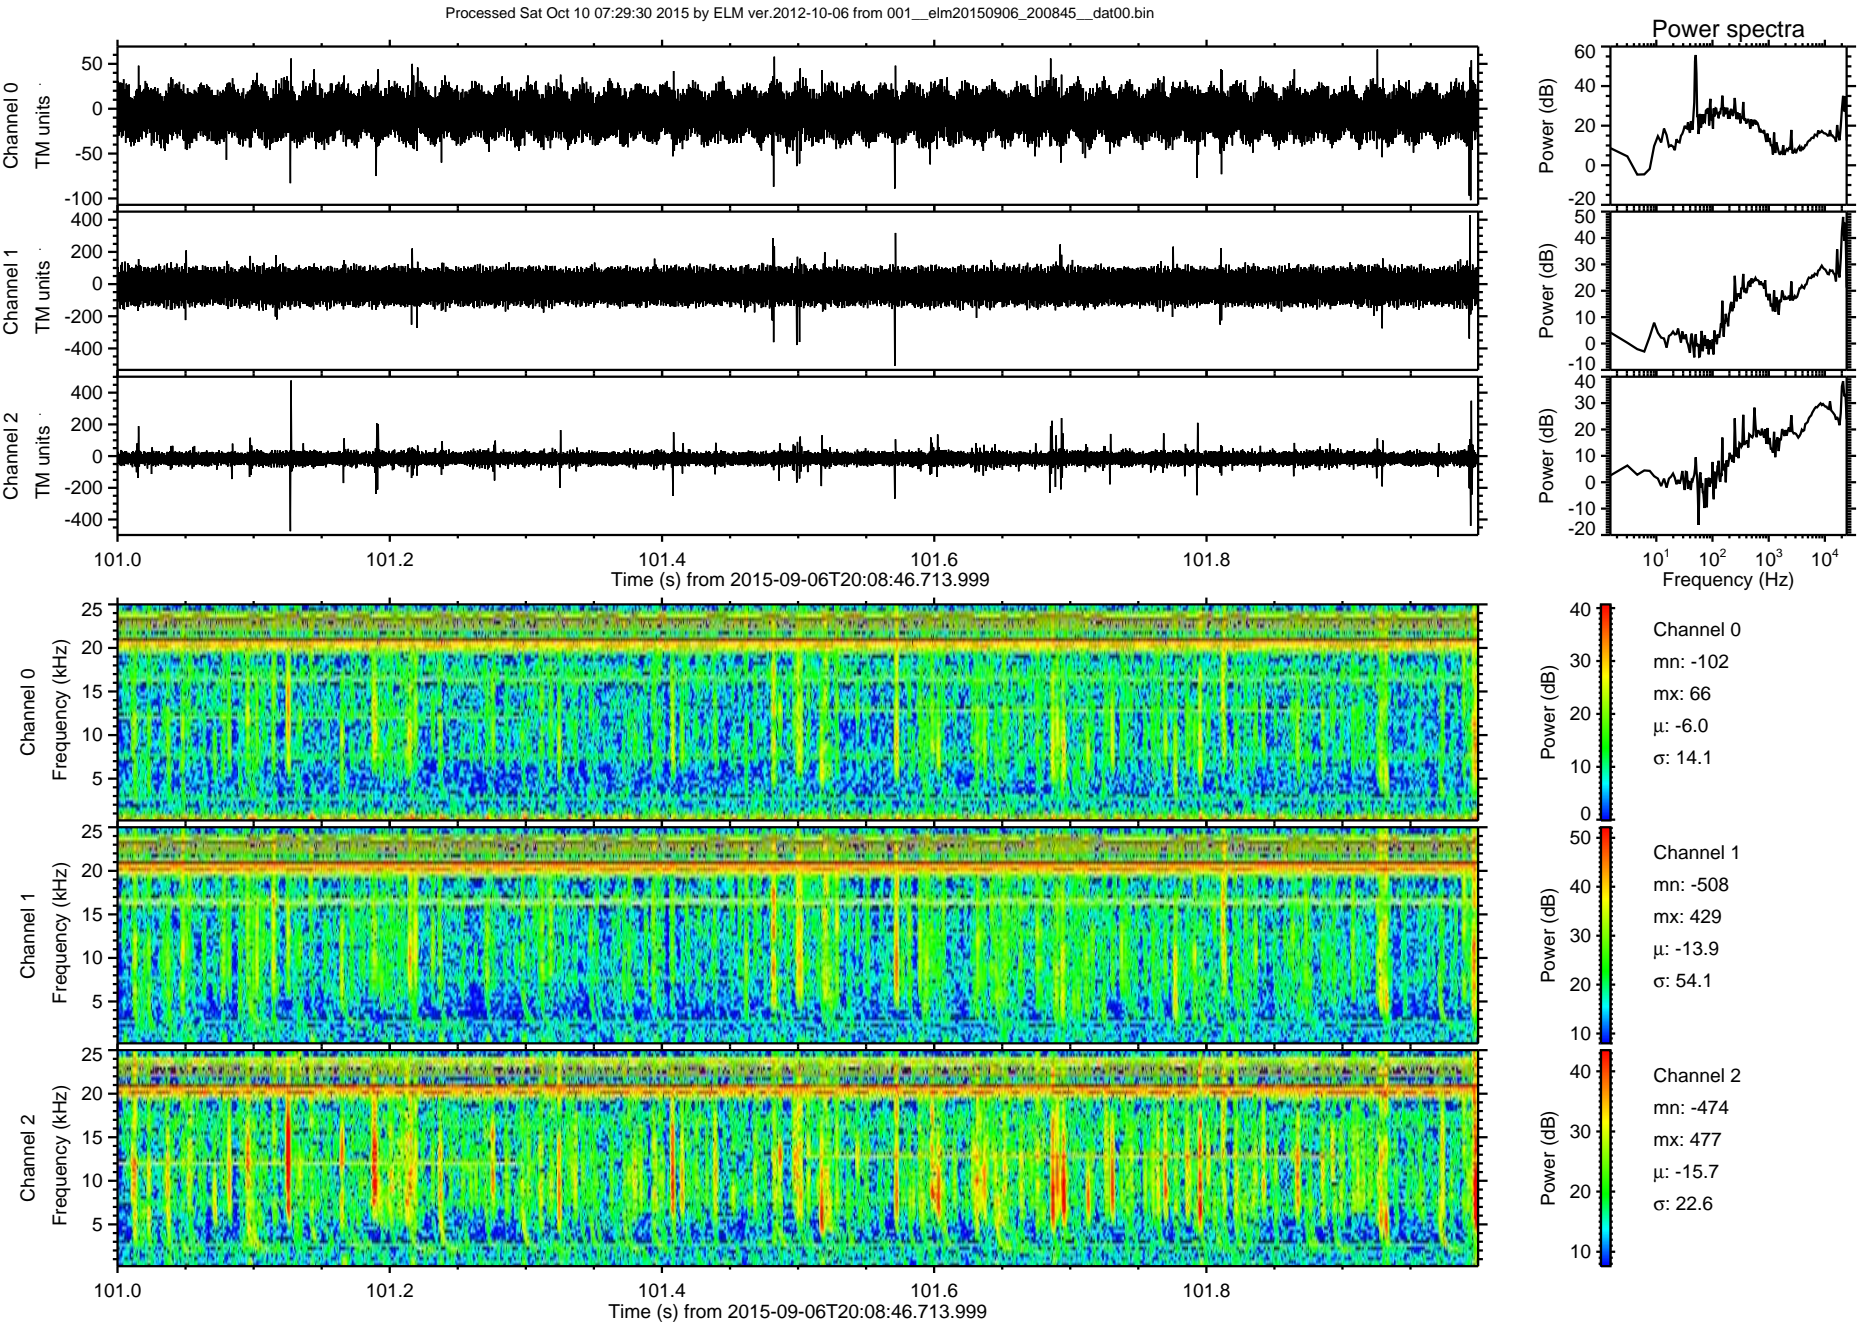 Processed Sat Oct 10 07:29:30 2015 by ELM ver.2012-10-06 from 001__elm20150906_200845__dat00.bin
Power spectra
Channel 0
TM units
50
0
-50
-100
Power (dB)
60
40
20
0
-20
Channel 1
TM units
400
200
0
-200
-400
Power (dB)
50
40
30
20
10
0
-10
Channel 2
TM units
400
200
0
-200
-400
Power (dB)
40
30
20
10
0
-10
-20
101.0 101.2 101.4 101.6 101.8
Time (s) from 2015-09-06T20:08:46.713.999
10¹ 10² 10³ 10⁴
Frequency (Hz)
Channel 0
Frequency (kHz)
25
20
15
10
5
Power (dB)
40
30
20
10
0
Channel 0
mn: -102
mx: 66
μ: -6.0
σ: 14.1
Channel 1
Frequency (kHz)
25
20
15
10
5
Power (dB)
50
40
30
20
10
Channel 1
mn: -508
mx: 429
μ: -13.9
σ: 54.1
Channel 2
Frequency (kHz)
25
20
15
10
5
Power (dB)
40
30
20
10
Channel 2
mn: -474
mx: 477
μ: -15.7
σ: 22.6
101.0 101.2 101.4 101.6 101.8
Time (s) from 2015-09-06T20:08:46.713.999